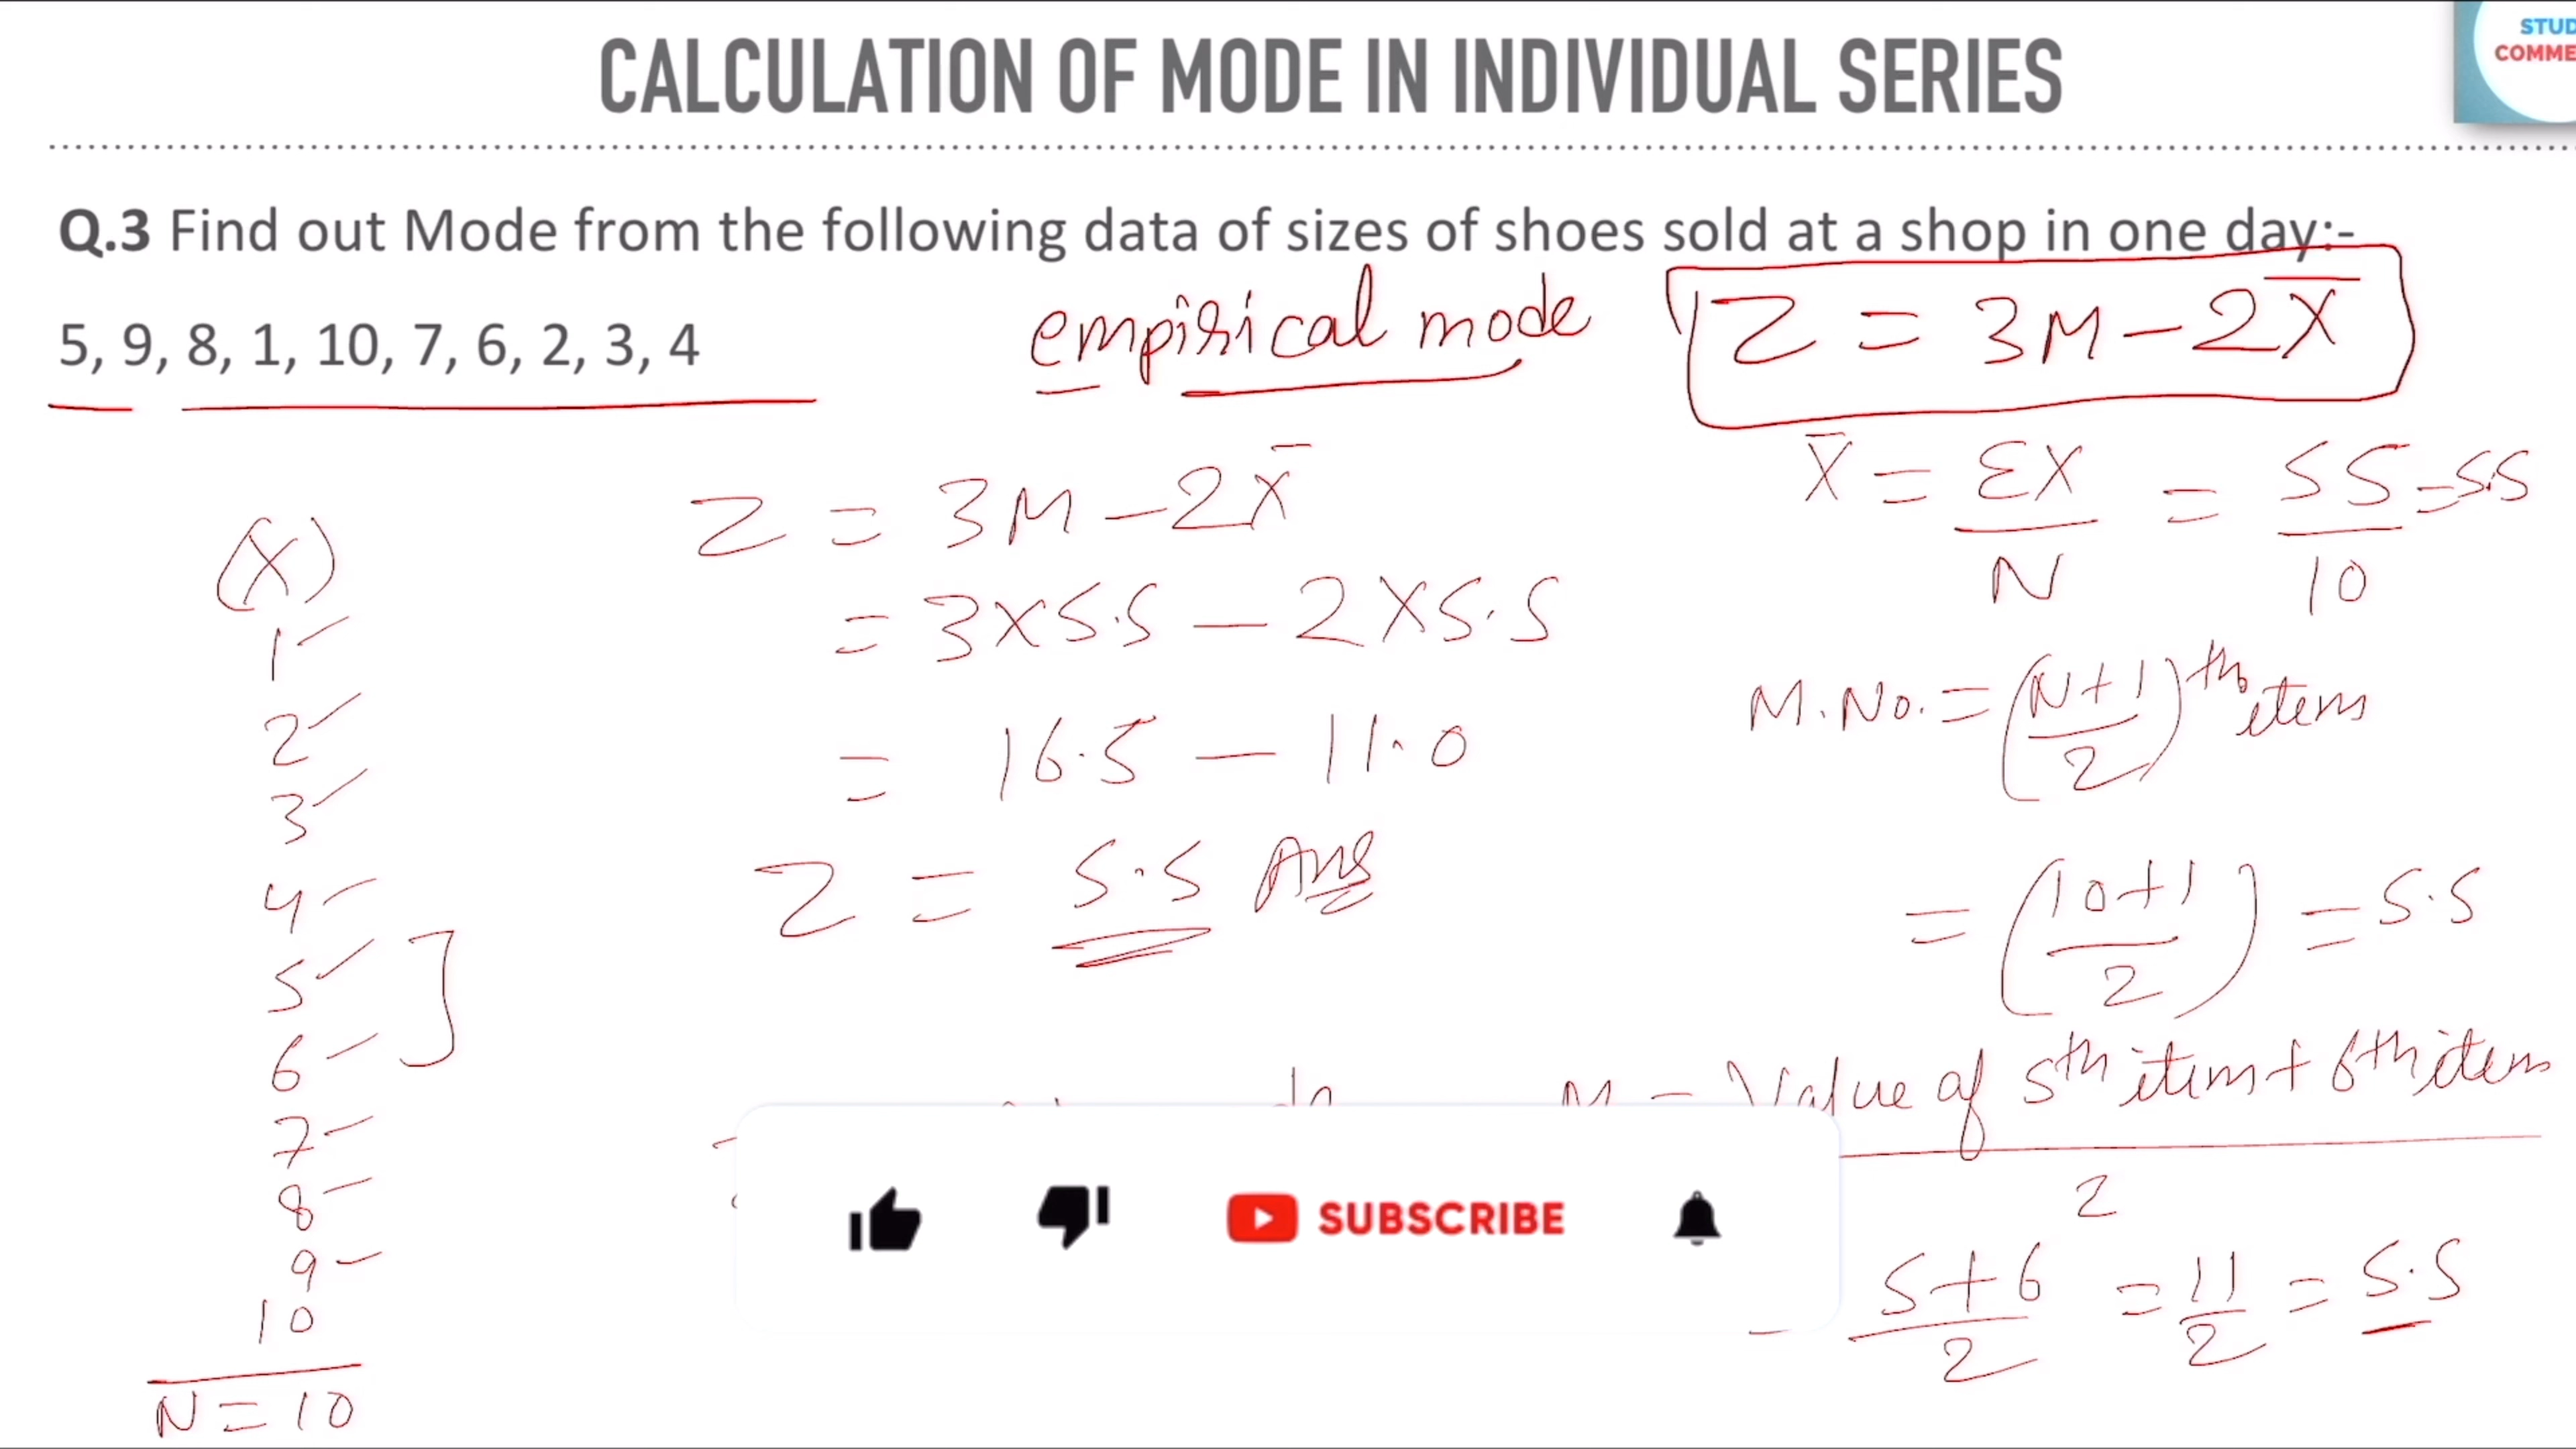 CALCULATION OF MODE IN INDIVIDUAL SERIES
STUD
COMME
Q.3 Find out Mode from the following data of sizes of shoes sold at a shop in one day:-
5, 9, 8, 1, 10, 7, 6, 2, 3, 4
empirical mode
Z = 3M - 2X̅
(X)
1
2
3
4
5
6
7
8
9
10
N = 10
Z = 3M - 2X̅
= 3X5.5 - 2X5.5
= 16.5 - 11.0
Z = 5.5 Ans
X̅ = ΣX/N = 55/10 = 5.5
M.No. = (N+1/2)th item
= (10+1/2) = 5.5
M = Value of 5th item + 6th item
2
5+6/2 = 11/2 = 5.5
SUBSCRIBE